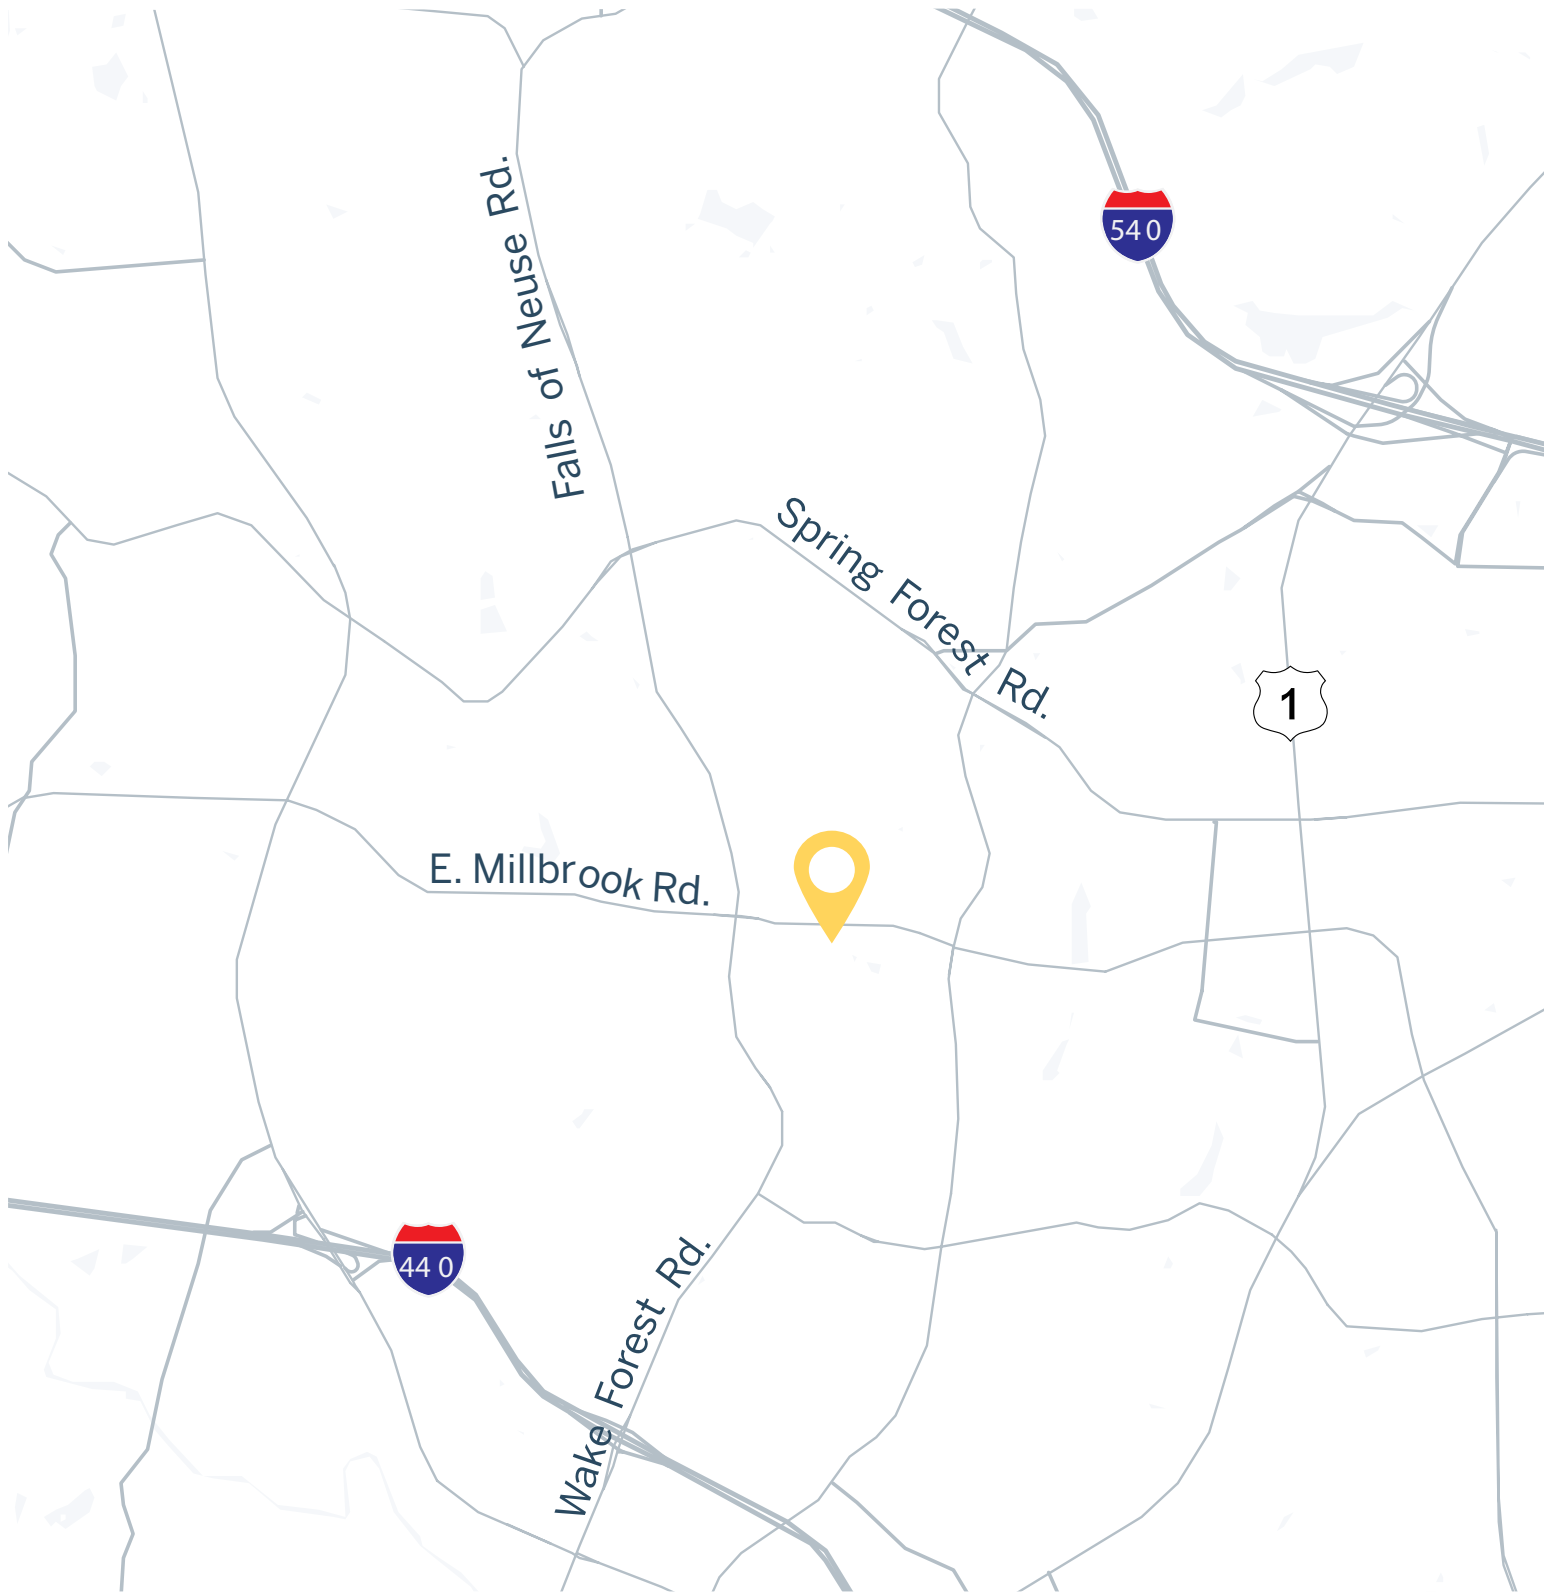 Falls of Neuse Rd.
540
Spring Forest Rd.
1
E. Millbrook Rd.
440
Wake Forest Rd.